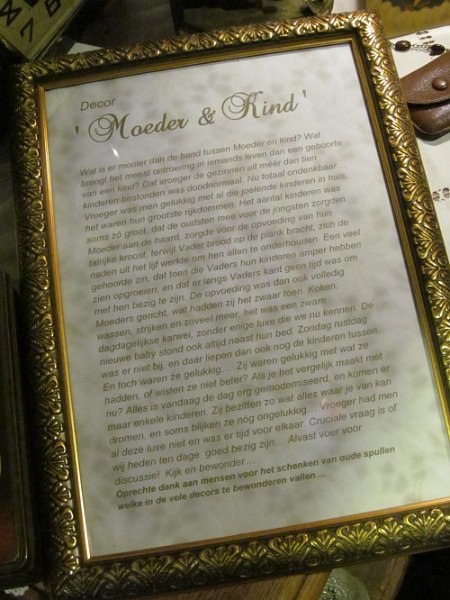 7 8
Decor
' Moeder & Kind '
Wat is er mooier dan de band tussen Moeder en kind? Wat
brengt het meest ontroering in iemands leven dan een geboorte
van een kind? Dat vroeger de gezinnen uit méér dan tien
kinderen bestonden was doodnormaal. Nu totaal ondenkbaar.
Vroeger was men gelukkig met al die joelende kinderen in huis,
het waren hun grootste rijkdommen. Het aantal kinderen was
soms zó groot, dat de oudsten mee voor de jongsten zorgden.
Moeder aan de haard, zorgde voor de opvoeding van hun
talrijke kroost, terwijl Vader brood op de plank bracht, zich de
naden uit het lijf werkte om hen allen te onderhouden. Een veel
gehoorde zin, dat toen die Vaders hun kinderen amper hebben
zien opgroeien, en dat er langs Vaders kant geen tijd was om
met hen bezig te zijn. De opvoeding was dan ook volledig
Moeders gericht, wat hadden zij het zwaar toen. Koken,
wassen, strijken en zoveel meer, het was een zware
dagdagelijkse karwei, zonder enige luxe die we nu kennen. De
nieuwe baby stond ook altijd naast hun bed. Zondag rustdag
was er niet bij, en daar liepen dan ook nog de kinderen tussen.
En toch waren ze gelukkig… Zij waren gelukkig met wat ze
hadden, of wisten ze niet beter? Als je het vergelijk maakt met
nu? Alles is vandaag de dag erg gemoderniseerd, en komen er
maar enkele kinderen. Zij bezitten zo wat alles waar je van kan
dromen, en soms blijken ze nóg ongelukkig… Vroeger had men
al deze luxe niet en was er tijd voor elkaar. Cruciale vraag is of
wij heden ten dage goed bezig zijn… Alvast voer voor
discussie! Kijk en bewonder…
Oprechte dank aan mensen voor het schenken van oude spullen
welke in de vele decors te bewonderen vallen…